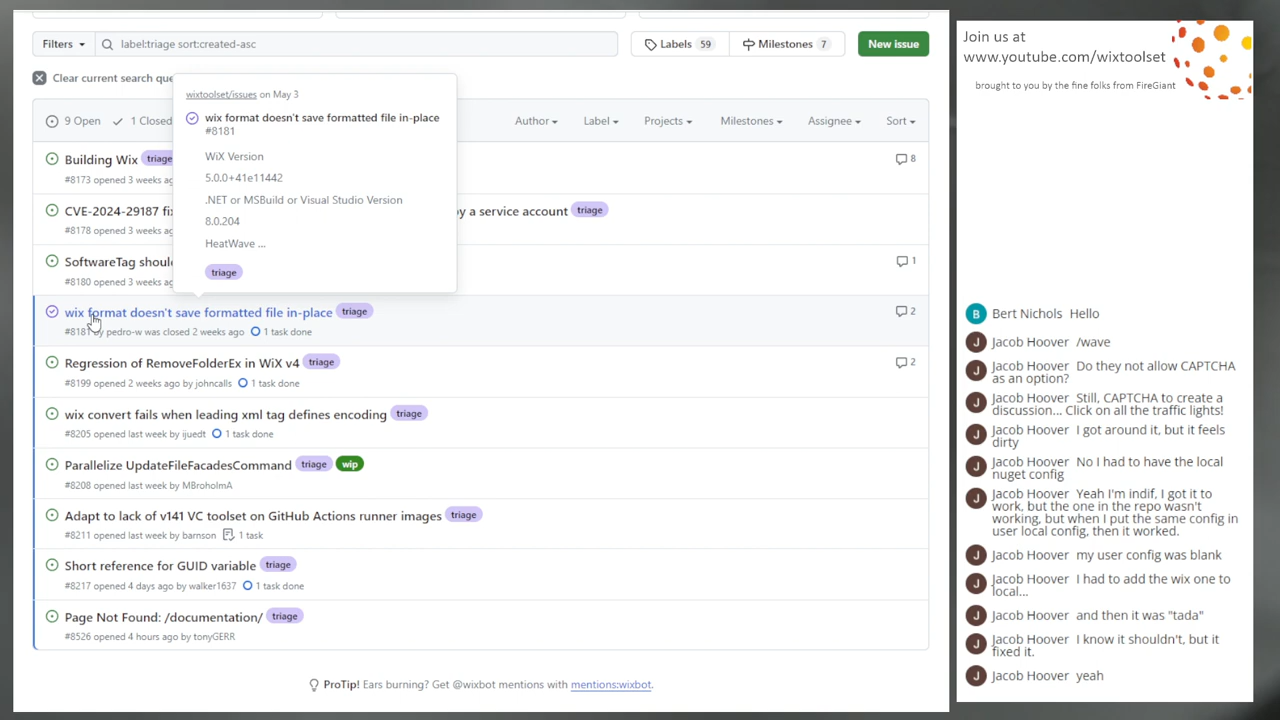 Filters
label:triage sort:created-asc
Labels 59
Milestones 7
New issue
Clear current search que
wixtoolset/issues on May 3
wix format doesn't save formatted file in-place
#8181
WiX Version
5.0.0+41e11442
.NET or MSBuild or Visual Studio Version
8.0.204
HeatWave ...
triage
9 Open
1 Closed
Author
Label
Projects
Milestones
Assignee
Sort
Building Wix triage
8
#8173 opened 3 weeks ag
CVE-2024-29187 fix
y a service account triage
#8178 opened 3 weeks ag
SoftwareTag shoul
1
#8180 opened 3 weeks ag
wix format doesn't save formatted file in-place triage
2
#8181 by pedro-w was closed 2 weeks ago 1 task done
Regression of RemoveFolderEx in WiX v4 triage
2
#8199 opened 2 weeks ago by johncalls 1 task done
wix convert fails when leading xml tag defines encoding triage
#8205 opened last week by ijuedt 1 task done
Parallelize UpdateFileFacadesCommand triage wip
#8208 opened last week by MBroholmA
Adapt to lack of v141 VC toolset on GitHub Actions runner images triage
#8211 opened last week by barnson 1 task
Short reference for GUID variable triage
#8217 opened 4 days ago by walker1637 1 task done
Page Not Found: /documentation/ triage
#8526 opened 4 hours ago by tonyGERR
ProTip! Ears burning? Get @wixbot mentions with mentions:wixbot.
Join us at
www.youtube.com/wixtoolset
brought to you by the fine folks from FireGiant
B Bert Nichols Hello
J Jacob Hoover /wave
J Jacob Hoover Do they not allow CAPTCHA
as an option?
J Jacob Hoover Still, CAPTCHA to create a
discussion... Click on all the traffic lights!
J Jacob Hoover I got around it, but it feels
dirty
J Jacob Hoover No I had to have the local
nuget config
J Jacob Hoover Yeah I'm indif, I got it to
work, but the one in the repo wasn't
working, but when I put the same config in
user local config, then it worked.
J Jacob Hoover my user config was blank
J Jacob Hoover I had to add the wix one to
local...
J Jacob Hoover and then it was "tada"
J Jacob Hoover I know it shouldn't, but it
fixed it.
J Jacob Hoover yeah